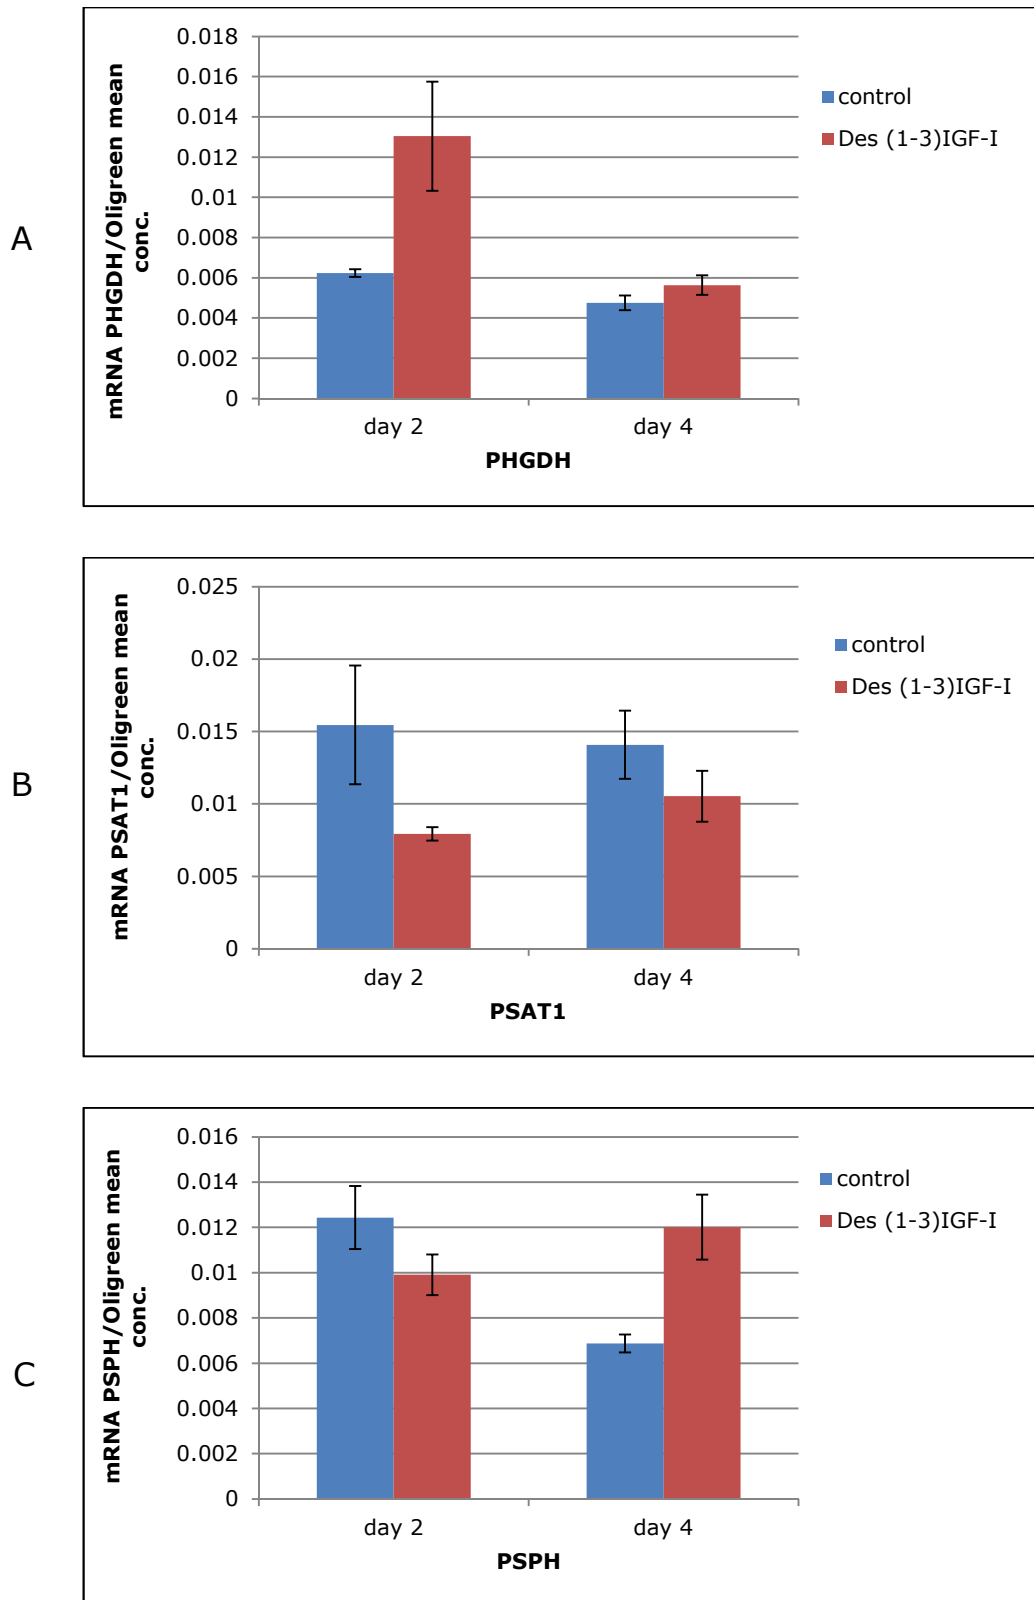 A
mRNA PHGDH/Oligreen mean
conc.
0.018
0.016
0.014
0.012
0.01
0.008
0.006
0.004
0.002
0
day 2
day 4
PHGDH
control
Des (1-3)IGF-I
B
mRNA PSAT1/Oligreen mean
conc.
0.025
0.02
0.015
0.01
0.005
0
day 2
day 4
PSAT1
control
Des (1-3)IGF-I
C
mRNA PSPH/Oligreen mean
conc.
0.016
0.014
0.012
0.01
0.008
0.006
0.004
0.002
0
day 2
day 4
PSPH
control
Des (1-3)IGF-I